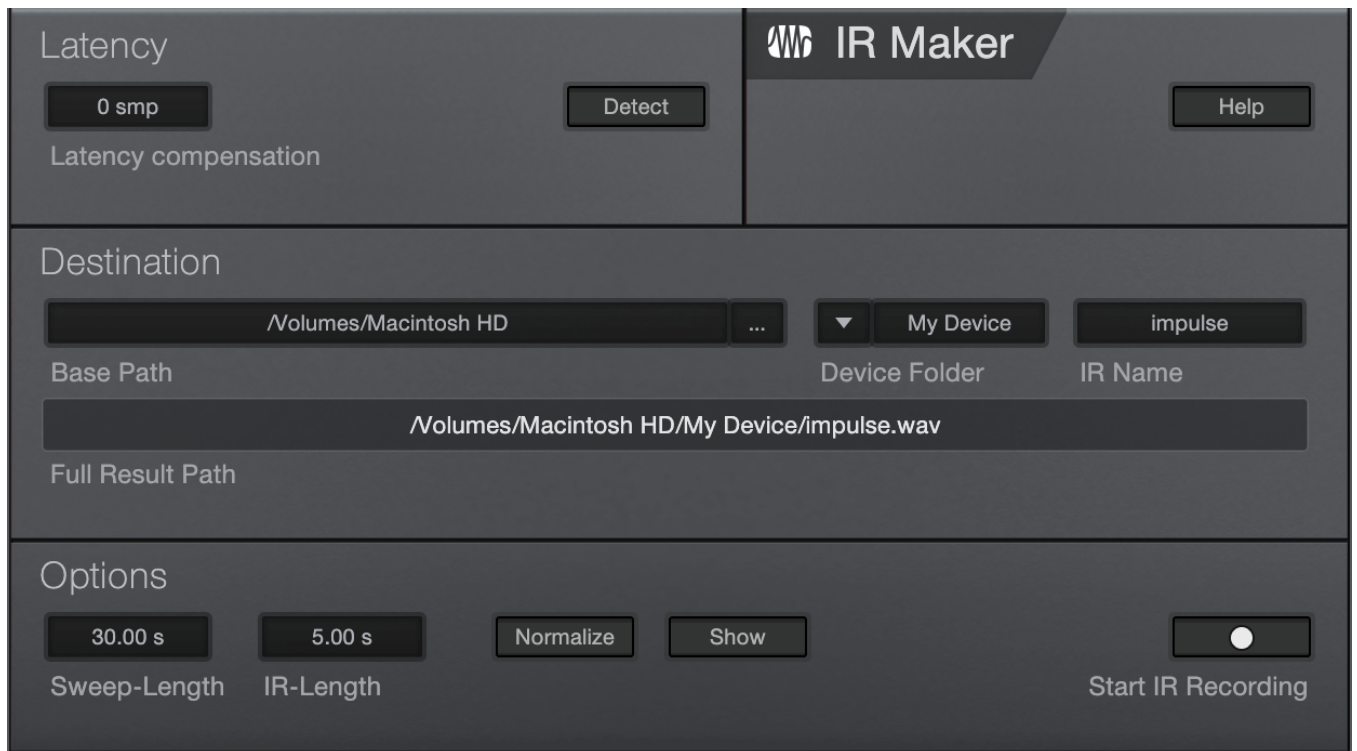 Latency
IR Maker
0 smp
Detect
Help
Latency compensation
Destination
/Volumes/Macintosh HD
...
My Device
impulse
Base Path
Device Folder
IR Name
/Volumes/Macintosh HD/My Device/impulse.wav
Full Result Path
Options
30.00 s
5.00 s
Normalize
Show
Sweep-Length
IR-Length
Start IR Recording